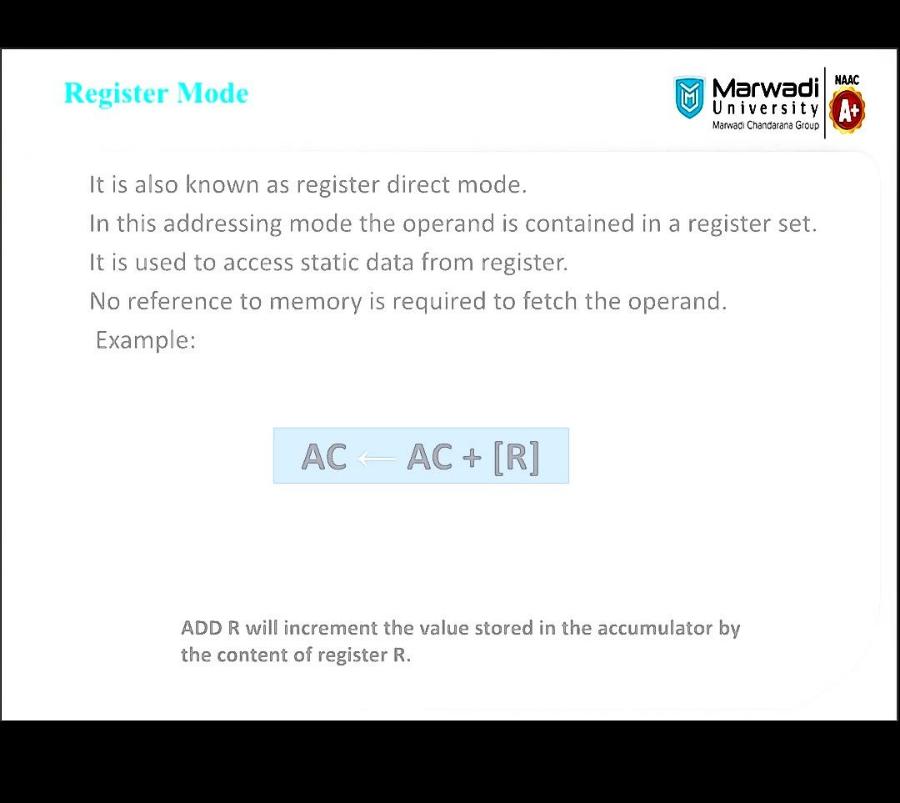 Register Mode
Marwadi
University
Marwadi Chandarana Group
NAAC
A+
It is also known as register direct mode.
In this addressing mode the operand is contained in a register set.
It is used to access static data from register.
No reference to memory is required to fetch the operand.
Example:
AC ← AC + [R]
ADD R will increment the value stored in the accumulator by
the content of register R.